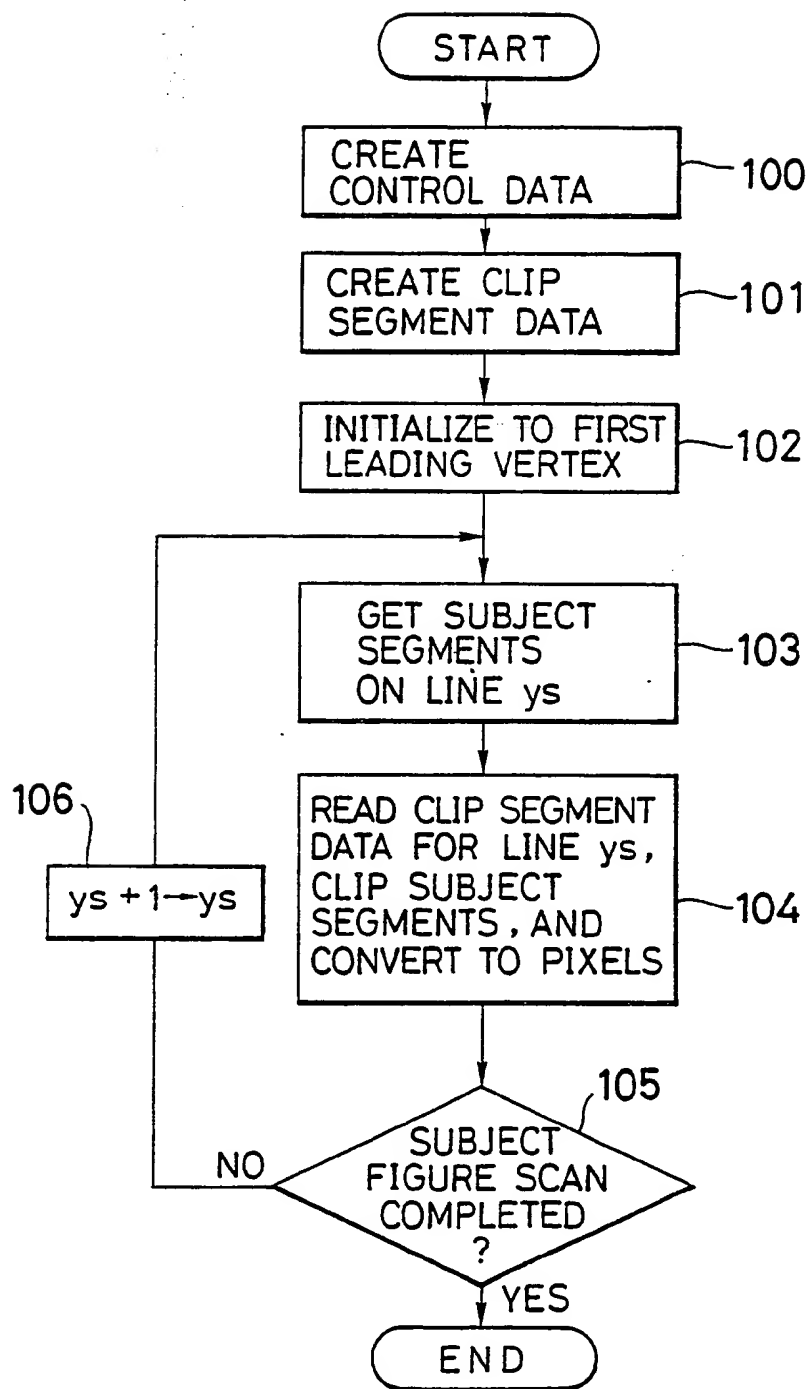 START
CREATE
CONTROL DATA
100
CREATE CLIP
SEGMENT DATA
101
INITIALIZE TO FIRST
LEADING VERTEX
102
GET SUBJECT
SEGMENTS
ON LINE ys
103
106
ys + 1→ys
READ CLIP SEGMENT
DATA FOR LINE ys,
CLIP SUBJECT
SEGMENTS, AND
CONVERT TO PIXELS
104
105
SUBJECT
FIGURE SCAN
COMPLETED
?
NO
YES
END